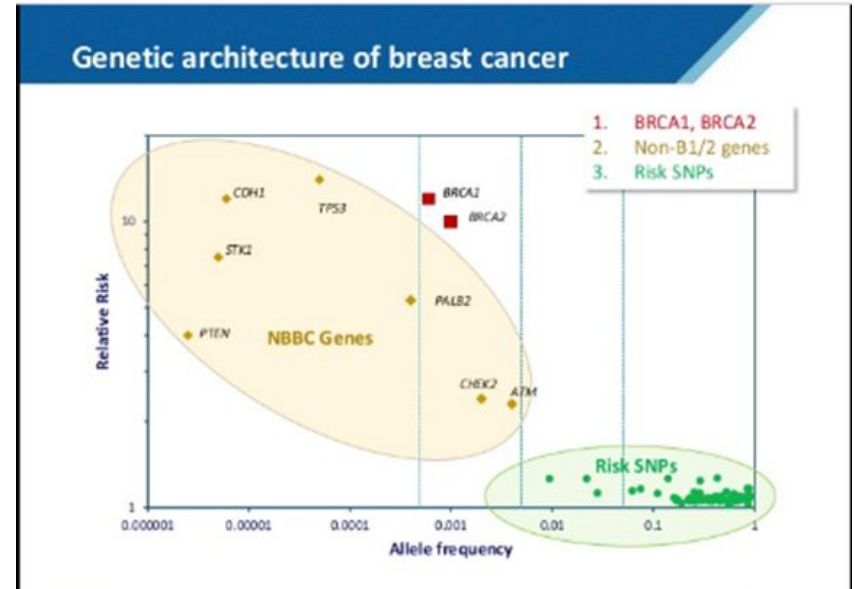 Genetic architecture of breast cancer
1. BRCA1, BRCA2
2. Non-B1/2 genes
3. Risk SNPs
CDH1
TP53
BRCA1
BRCA2
10
STK1
PALB2
Relative Risk
PTEN
NBBC Genes
CHEK2
ATM
Risk SNPs
1
0.000001
0.00001
0.0001
0.001
0.01
0.1
1
Allele frequency